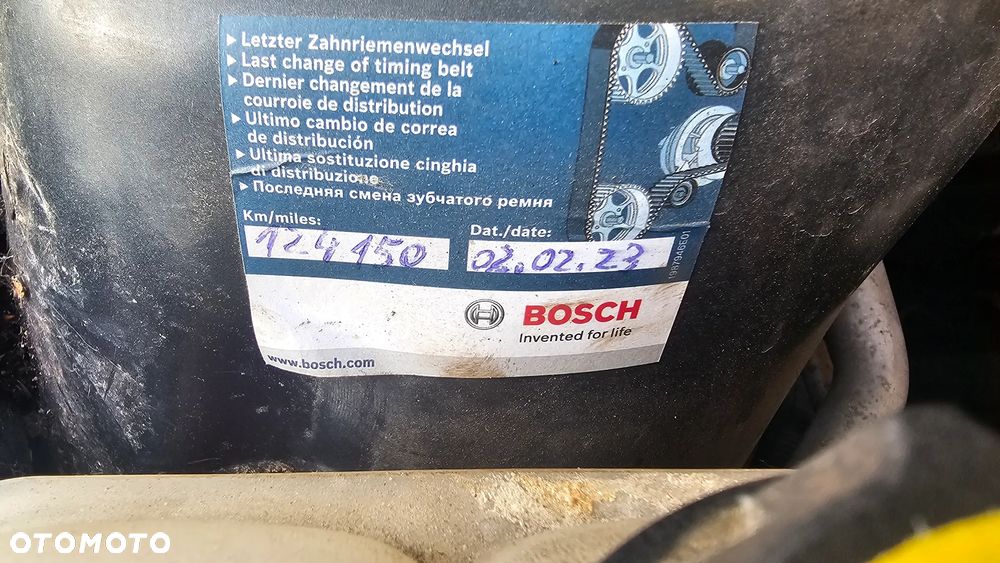 ▸ Letzter Zahnriemenwechsel
▸ Last change of timing belt
▸ Dernier changement de la
courroie de distribution
▸ Ultimo cambio de correa
de distribución
▸ Ultima sostituzione cinghia
di distribuzione
▸ Последняя смена зубчатого ремня
Km/miles: Dat./date:
124150 02.02.23
1987946E01
BOSCH
Invented for life
www.bosch.com
OTOMOTO